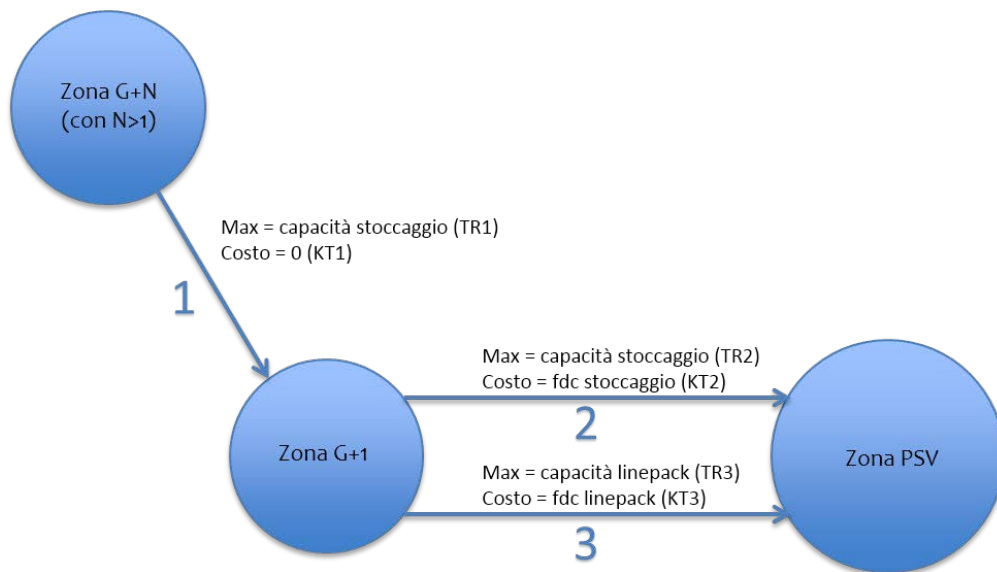 Zona G+N
(con N>1)
Max = capacità stoccaggio (TR1)
Costo = 0 (KT1)
1
Max = capacità stoccaggio (TR2)
Costo = fdc stoccaggio (KT2)
2
Zona G+1
Zona PSV
Max = capacità linepack (TR3)
Costo = fdc linepack (KT3)
3